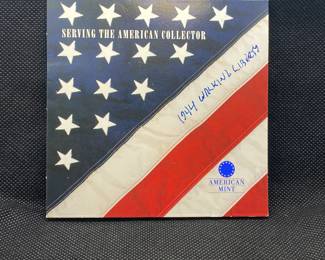 SERVING THE AMERICAN COLLECTOR
1944 WALKING LIBERTY
AMERICAN
MINT